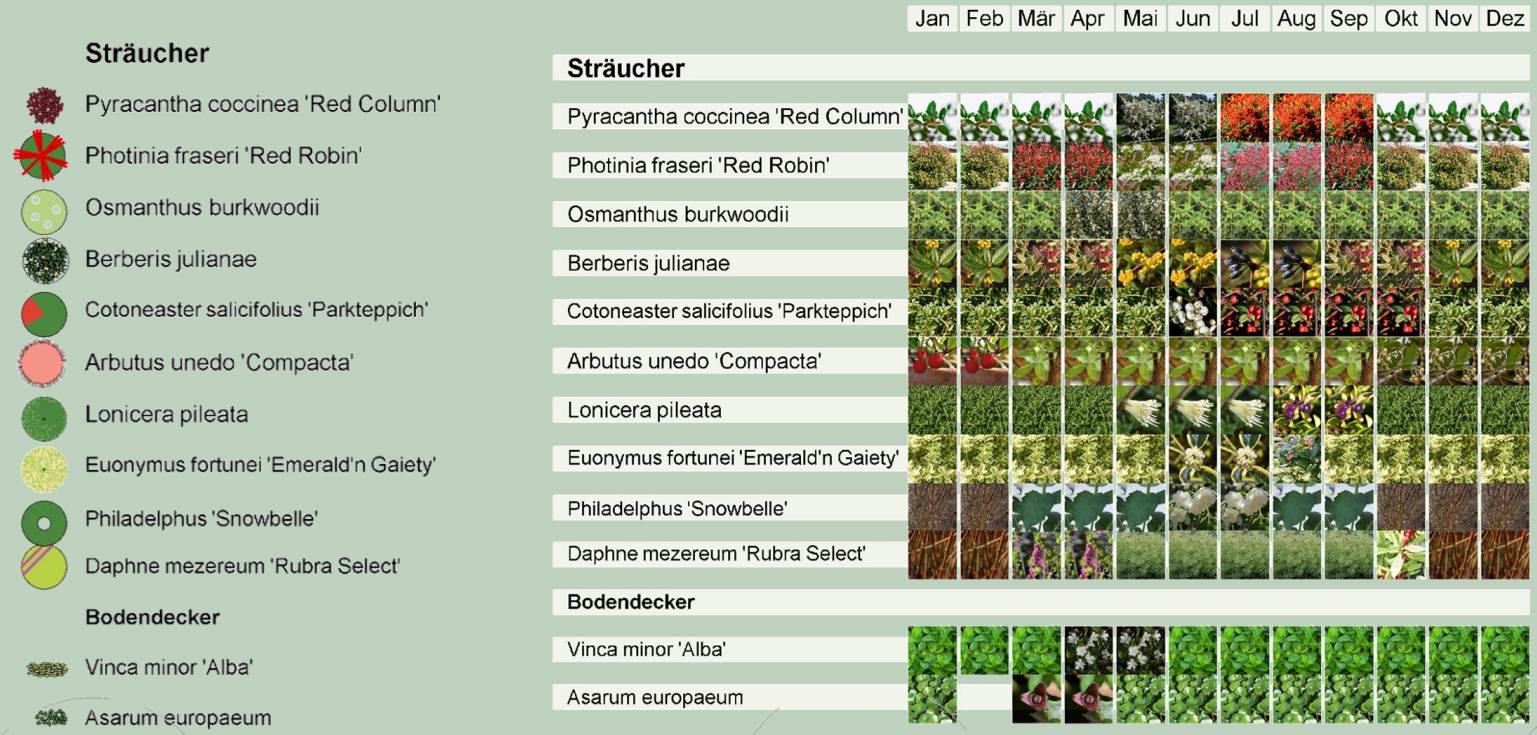 Sträucher
Pyracantha coccinea 'Red Column'
Photinia fraseri 'Red Robin'
Osmanthus burkwoodii
Berberis julianae
Cotoneaster salicifolius 'Parkteppich'
Arbutus unedo 'Compacta'
Lonicera pileata
Euonymus fortunei 'Emerald'n Gaiety'
Philadelphus 'Snowbelle'
Daphne mezereum 'Rubra Select'
Bodendecker
Vinca minor 'Alba'
Asarum europaeum
Jan Feb Mär Apr Mai Jun Jul Aug Sep Okt Nov Dez
Sträucher
Pyracantha coccinea 'Red Column'
Photinia fraseri 'Red Robin'
Osmanthus burkwoodii
Berberis julianae
Cotoneaster salicifolius 'Parkteppich'
Arbutus unedo 'Compacta'
Lonicera pileata
Euonymus fortunei 'Emerald'n Gaiety'
Philadelphus 'Snowbelle'
Daphne mezereum 'Rubra Select'
Bodendecker
Vinca minor 'Alba'
Asarum europaeum